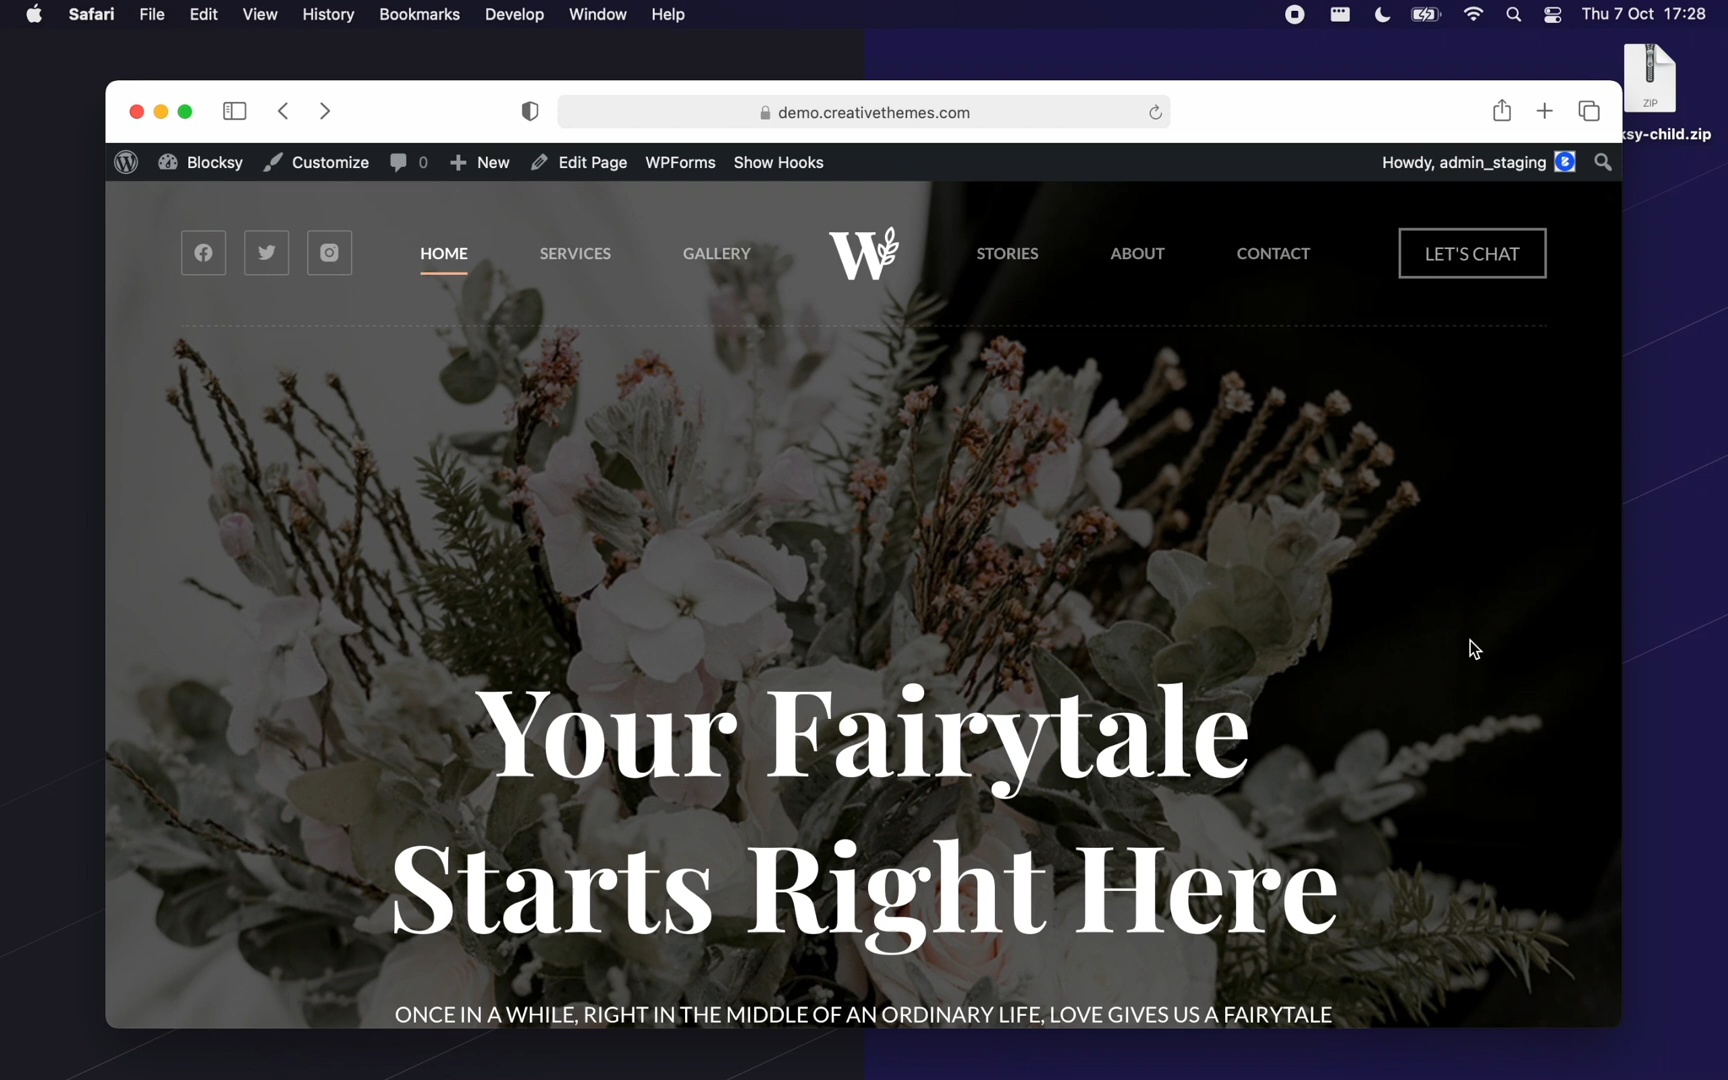 Safari File Edit View History Bookmarks Develop Window Help Thu 7 Oct 17:28
ZIP
demo.creativethemes.com
sy-child.zip
Blocksy Customize 0 New Edit Page WPForms Show Hooks Howdy, admin_staging
HOME SERVICES GALLERY W STORIES ABOUT CONTACT LET'S CHAT
Your Fairytale
Starts Right Here
ONCE IN A WHILE, RIGHT IN THE MIDDLE OF AN ORDINARY LIFE, LOVE GIVES US A FAIRYTALE